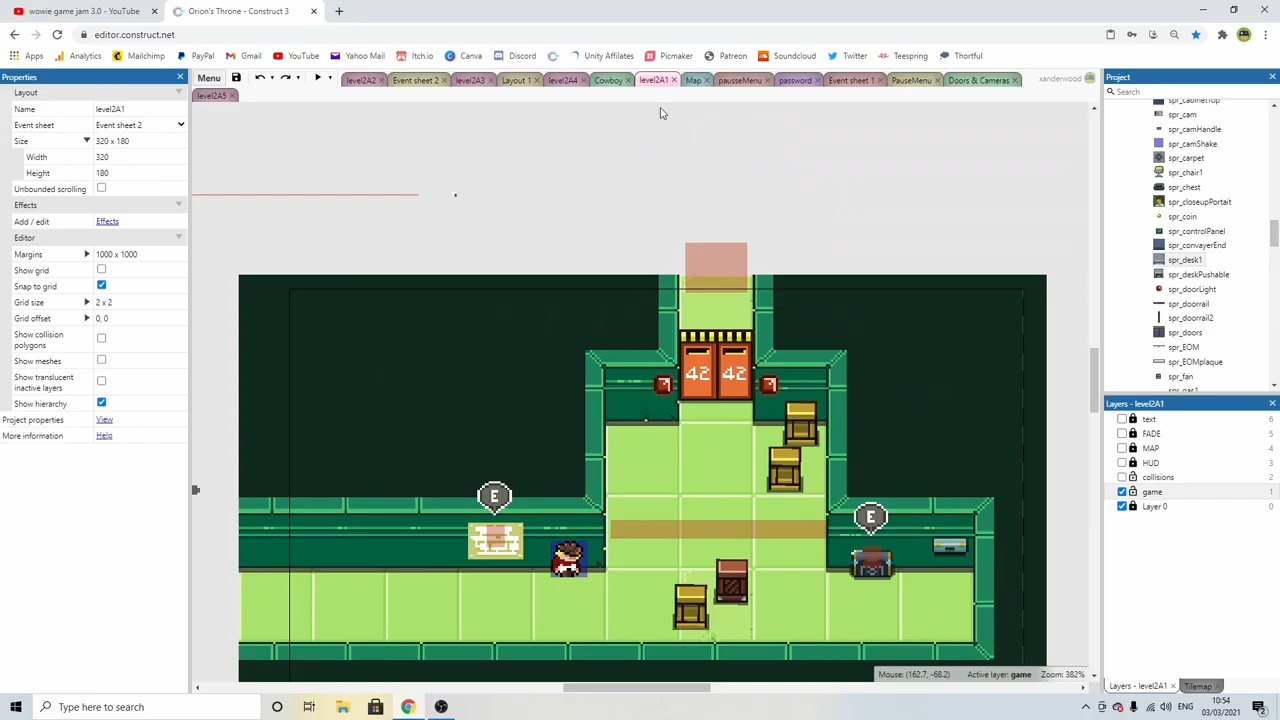 wowie game jam 3.0 - YouTube
Orion's Throne - Construct 3
editor.construct.net
Apps
Analytics
Mailchimp
PayPal
Gmail
YouTube
Yahoo Mail
Itch.io
Canva
Discord
Unity Affilates
Picmaker
Patreon
Soundcloud
Twitter
Teespring
Thortful
Properties
Menu
level2A2
Event sheet 2
level2A3
Layout 1
level2A4
Cowboy
level2A1
Map
pausseMenu
password
Event sheet 1
PauseMenu
Doors & Cameras
xanderwood
level2A5
Layout
Name level2A1
Event sheet Event sheet 2
Size 320 x 180
Width 320
Height 180
Unbounded scrolling
Effects
Add / edit Effects
Editor
Margins 1000 x 1000
Show grid
Snap to grid
Grid size 2 x 2
Grid offset 0, 0
Show collision
polygons
Show meshes
Show translucent
inactive layers
Show hierarchy
Project properties View
More information Help
42 42
E
E
Mouse: (162.7, -68.2) Active layer: game Zoom: 382%
Project
Search
spr_cabinetTop
spr_cam
spr_camHandle
spr_camShake
spr_carpet
spr_chair1
spr_chest
spr_closeupPortait
spr_coin
spr_controlPanel
spr_convayerEnd
spr_desk1
spr_deskPushable
spr_doorLight
spr_doorrail
spr_doorrail2
spr_doors
spr_EOM
spr_EOMplaque
spr_fan
spr_gas1
Layers - level2A1
text 6
FADE 5
MAP 4
HUD 3
collisions 2
game 1
Layer 0 0
Layers - level2A1
Tilemap
Type here to search
ENG
10:54
03/03/2021
2